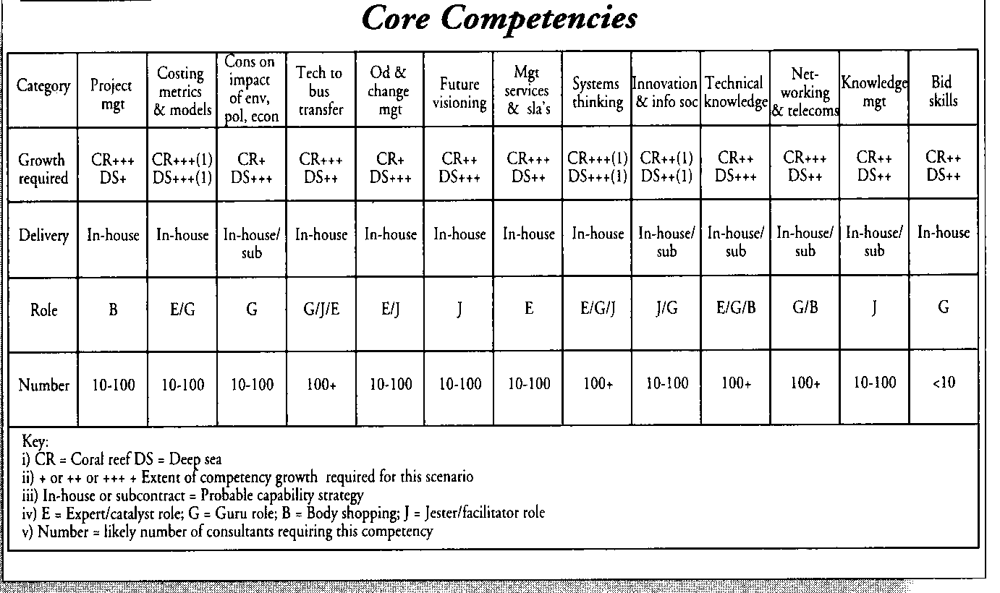 Core Competencies
Category Project mgt Costing metrics & models Cons on impact of env, pol, econ Tech to bus transfer Od & change mgt Future visioning Mgt services & sla's Systems thinking Innovation & info soc Technical knowledge Net-working & telecoms Knowledge mgt Bid skills
Growth required CR+++ DS+ CR+++(1) DS+++(1) CR+ DS+++ CR+++ DS++ CR+ DS+++ CR++ DS+++ CR+++ DS++ CR+++(1) DS+++(1) CR++(1) DS++(1) CR++ DS+++ CR+++ DS++ CR++ DS++ CR++ DS++
Delivery In-house In-house In-house/ sub In-house In-house In-house In-house In-house In-house/ sub In-house/ sub In-house/ sub In-house/ sub In-house
Role B E/G G G/J/E E/J J E E/G/J J/G E/G/B G/B J G
Number 10-100 10-100 10-100 100+ 10-100 10-100 10-100 100+ 10-100 100+ 100+ 10-100 <10
Key:
i) CR = Coral reef DS = Deep sea
ii) + or ++ or +++ + Extent of competency growth required for this scenario
iii) In-house or subcontract = Probable capability strategy
iv) E = Expert/catalyst role; G = Guru role; B = Body shopping; J = Jester/facilitator role
v) Number = likely number of consultants requiring this competency